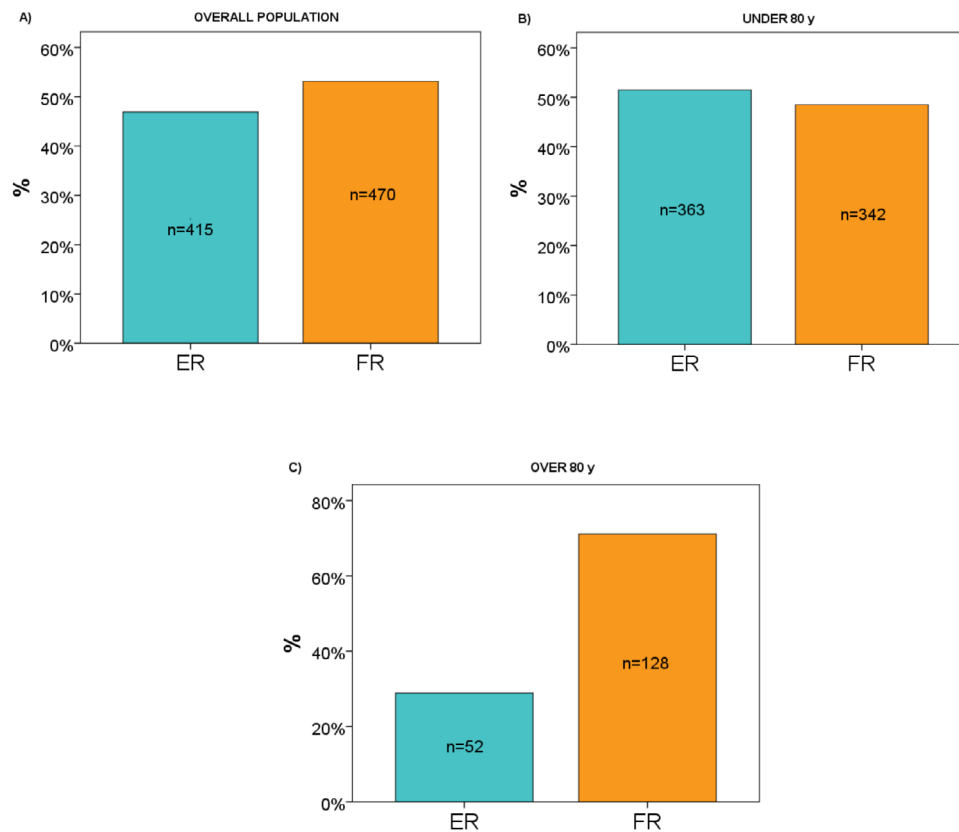 A) OVERALL POPULATION
60%
50%
40%
30%
20%
10%
0%
%
n=415
n=470
ER FR
B) UNDER 80 y
60%
50%
40%
30%
20%
10%
0%
%
n=363
n=342
ER FR
C) OVER 80 y
80%
60%
40%
20%
0%
%
n=52
n=128
ER FR